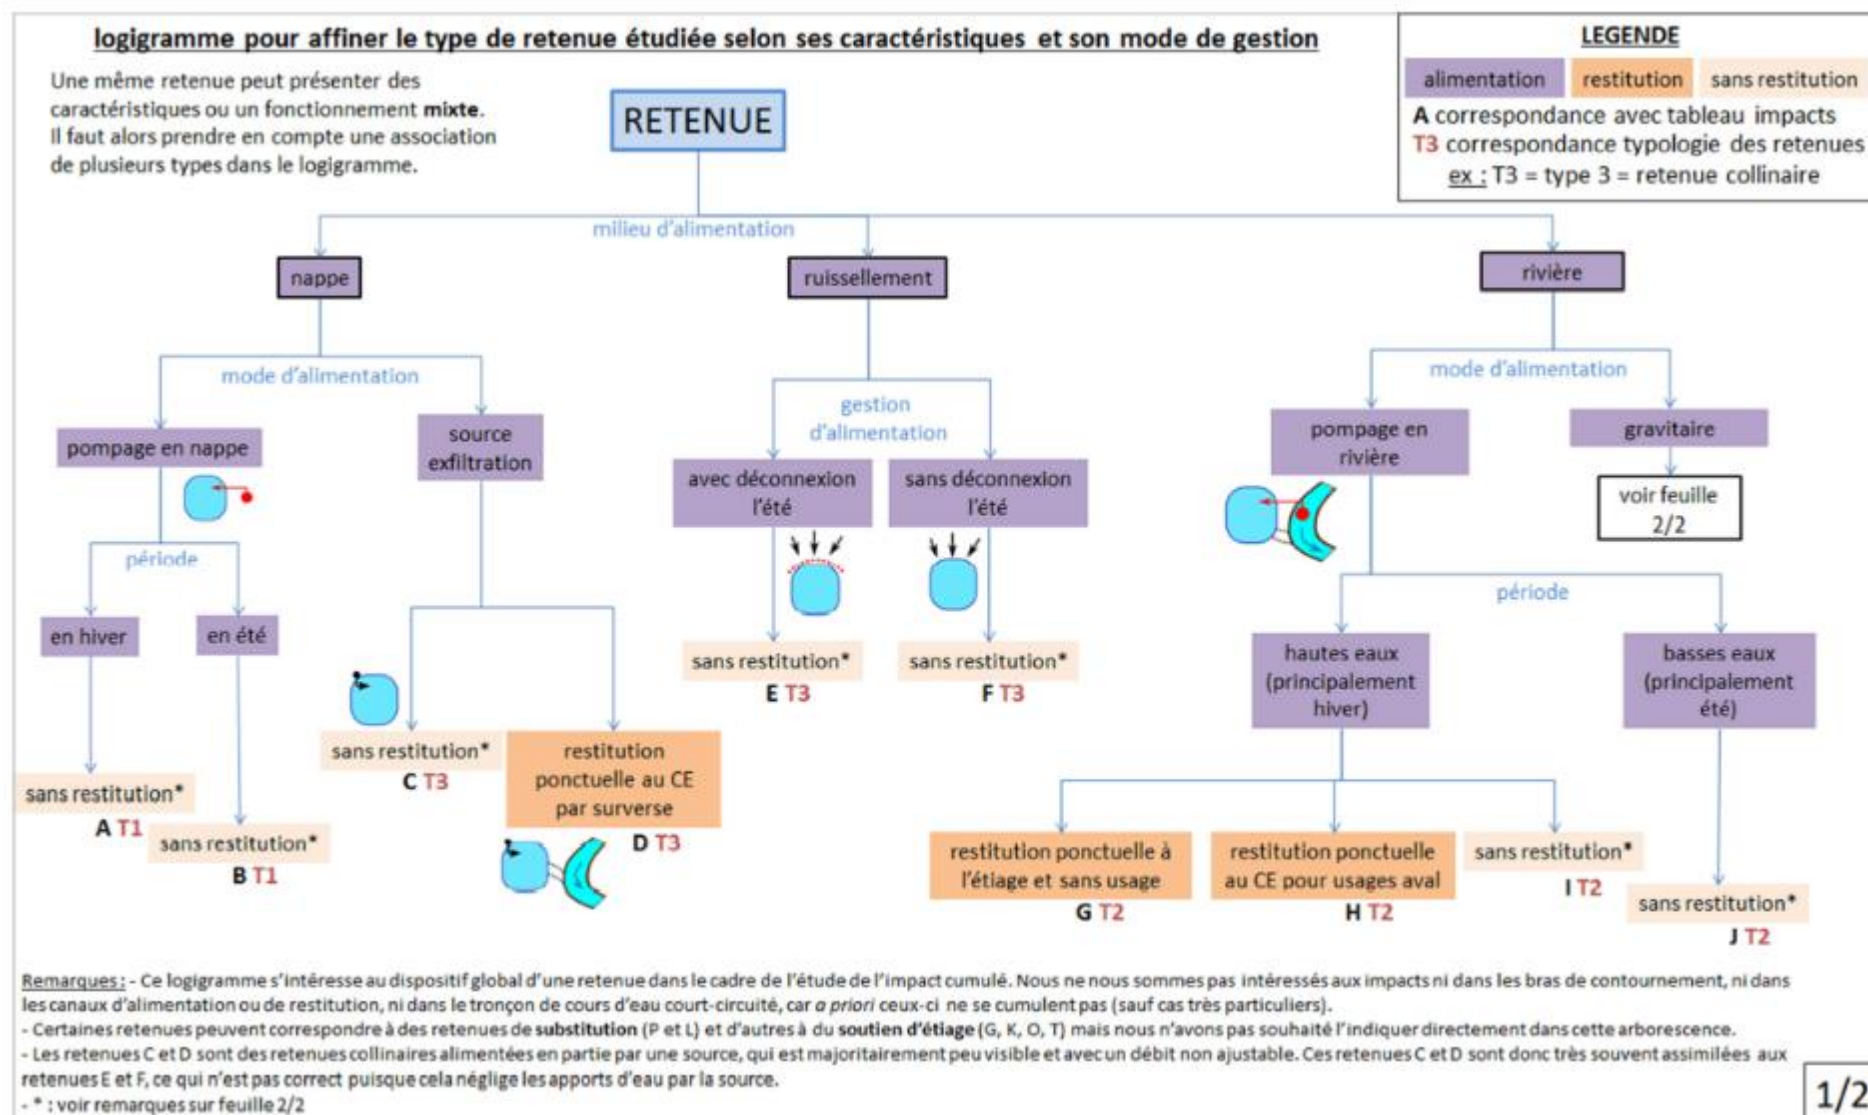 logigramme pour affiner le type de retenue étudiée selon ses caractéristiques et son mode de gestion
Une même retenue peut présenter des
caractéristiques ou un fonctionnement mixte.
Il faut alors prendre en compte une association
de plusieurs types dans le logigramme.
LEGENDE
alimentation
restitution
sans restitution
A correspondance avec tableau impacts
T3 correspondance typologie des retenues
ex : T3 = type 3 = retenue collinaire
RETENUE
milieu d'alimentation
nappe
ruissellement
rivière
mode d'alimentation
pompage en nappe
source
exfiltration
période
en hiver
en été
sans restitution*
A T1
sans restitution*
B T1
sans restitution*
C T3
restitution
ponctuelle au CE
par surverse
D T3
gestion
d'alimentation
avec déconnexion
l'été
sans déconnexion
l'été
sans restitution*
E T3
sans restitution*
F T3
mode d'alimentation
pompage en
rivière
gravitaire
voir feuille
2/2
période
hautes eaux
(principalement
hiver)
basses eaux
(principalement
été)
restitution ponctuelle à
l'étiage et sans usage
G T2
restitution ponctuelle
au CE pour usages aval
H T2
sans restitution*
I T2
sans restitution*
J T2
Remarques : - Ce logigramme s'intéresse au dispositif global d'une retenue dans le cadre de l'étude de l'impact cumulé. Nous ne nous sommes pas intéressés aux impacts ni dans les bras de contournement, ni dans
les canaux d'alimentation ou de restitution, ni dans le tronçon de cours d'eau court-circuité, car a priori ceux-ci ne se cumulent pas (sauf cas très particuliers).
- Certaines retenues peuvent correspondre à des retenues de substitution (P et L) et d'autres à du soutien d'étiage (G, K, O, T) mais nous n'avons pas souhaité l'indiquer directement dans cette arborescence.
- Les retenues C et D sont des retenues collinaires alimentées en partie par une source, qui est majoritairement peu visible et avec un débit non ajustable. Ces retenues C et D sont donc très souvent assimilées aux
retenues E et F, ce qui n'est pas correct puisque cela néglige les apports d'eau par la source.
- * : voir remarques sur feuille 2/2
1/2